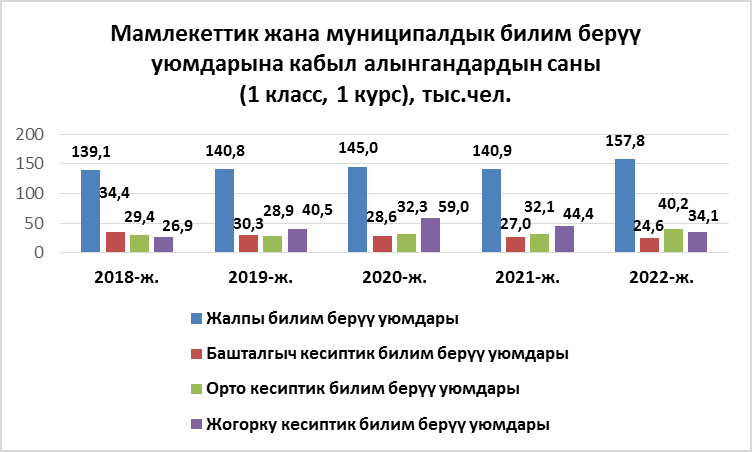 Мамлекеттик жана муниципалдык билим берүү
уюмдарына кабыл алынгандардын саны
(1 класс, 1 курс), тыс.чел.
200
150
100
50
0
139,1
34,4
29,4
26,9
140,8
30,3
28,9
40,5
145,0
28,6
32,3
59,0
140,9
27,0
32,1
44,4
157,8
24,6
40,2
34,1
2018-ж.
2019-ж.
2020-ж.
2021-ж.
2022-ж.
Жалпы билим берүү уюмдары
Башталгыч кесиптик билим берүү уюмдары
Орто кесиптик билим берүү уюмдары
Жогорку кесиптик билим берүү уюмдары